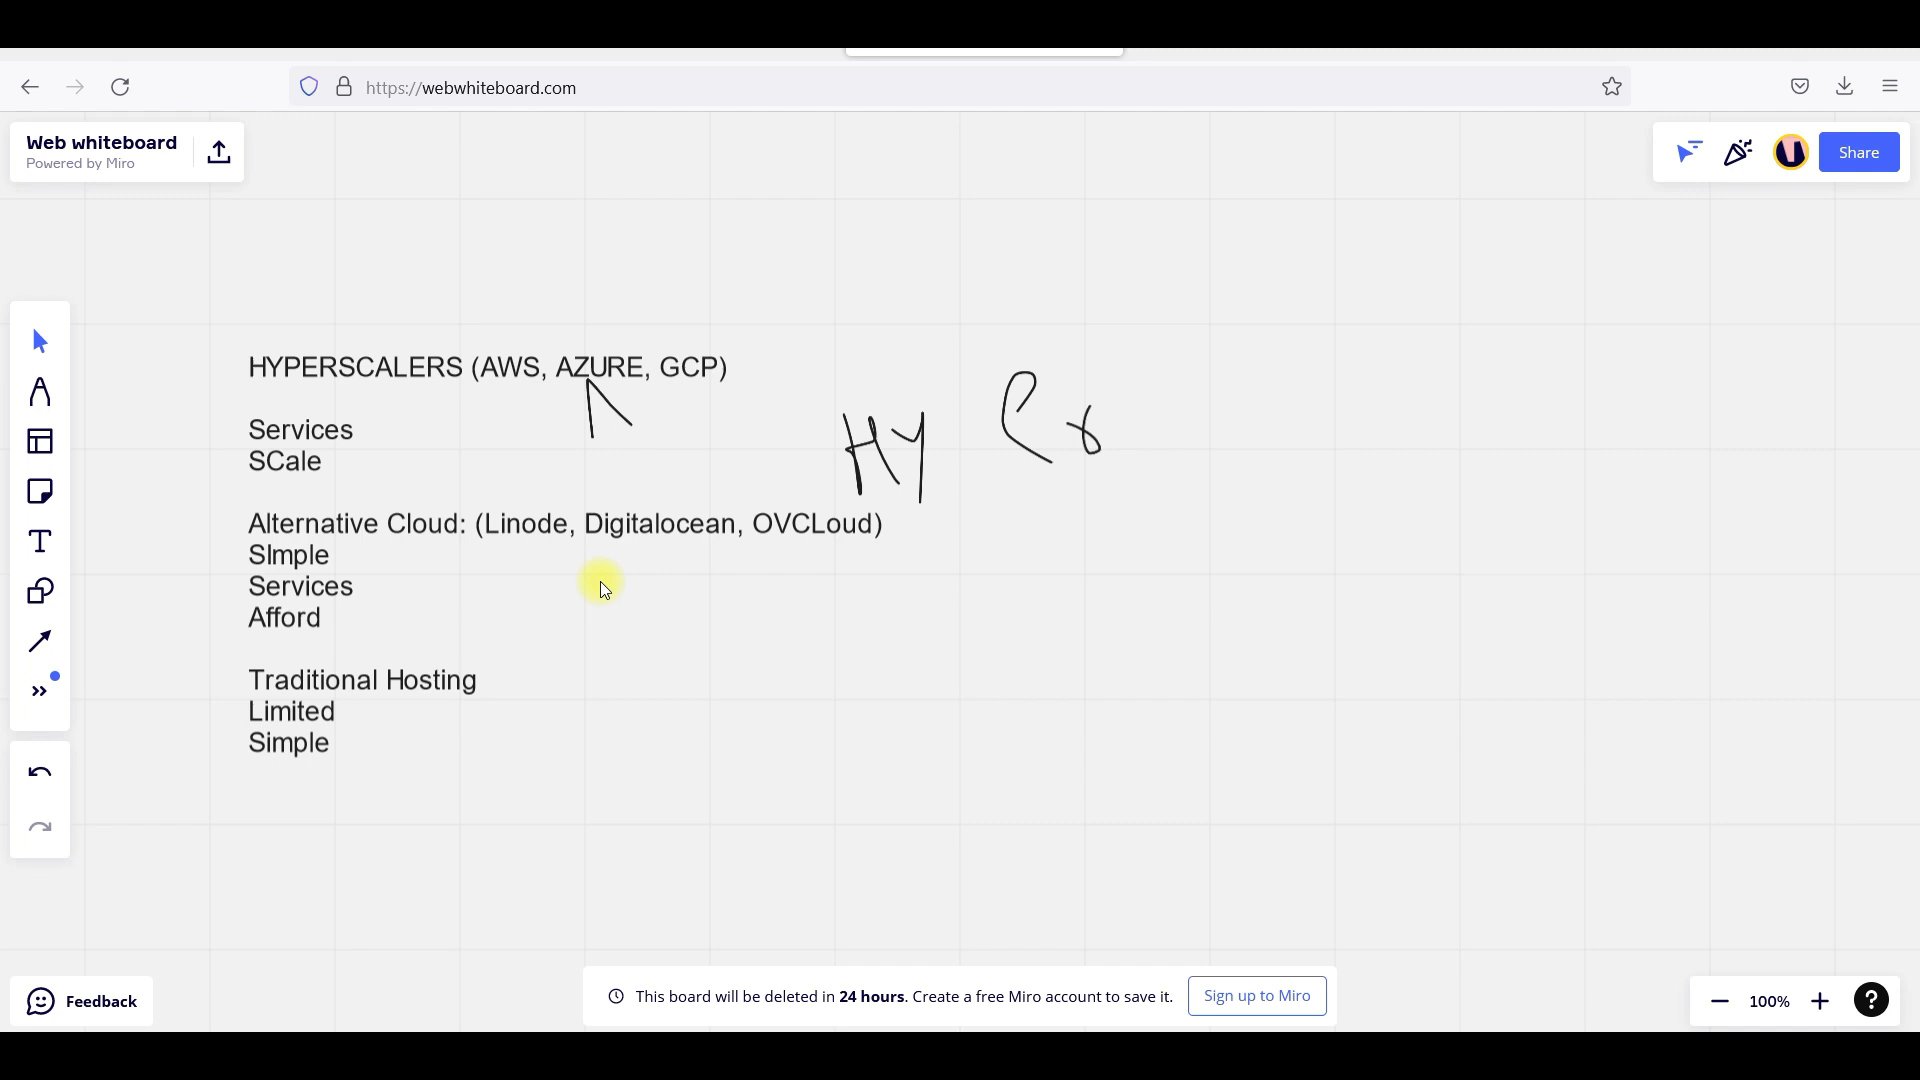 https://webwhiteboard.com
Web whiteboard
Powered by Miro
Share
HYPERSCALERS (AWS, AZURE, GCP)
Services
SCale
HY
Alternative Cloud: (Linode, Digitalocean, OVCLoud)
SImple
Services
Afford
Traditional Hosting
Limited
Simple
Feedback
This board will be deleted in 24 hours. Create a free Miro account to save it.
Sign up to Miro
100%